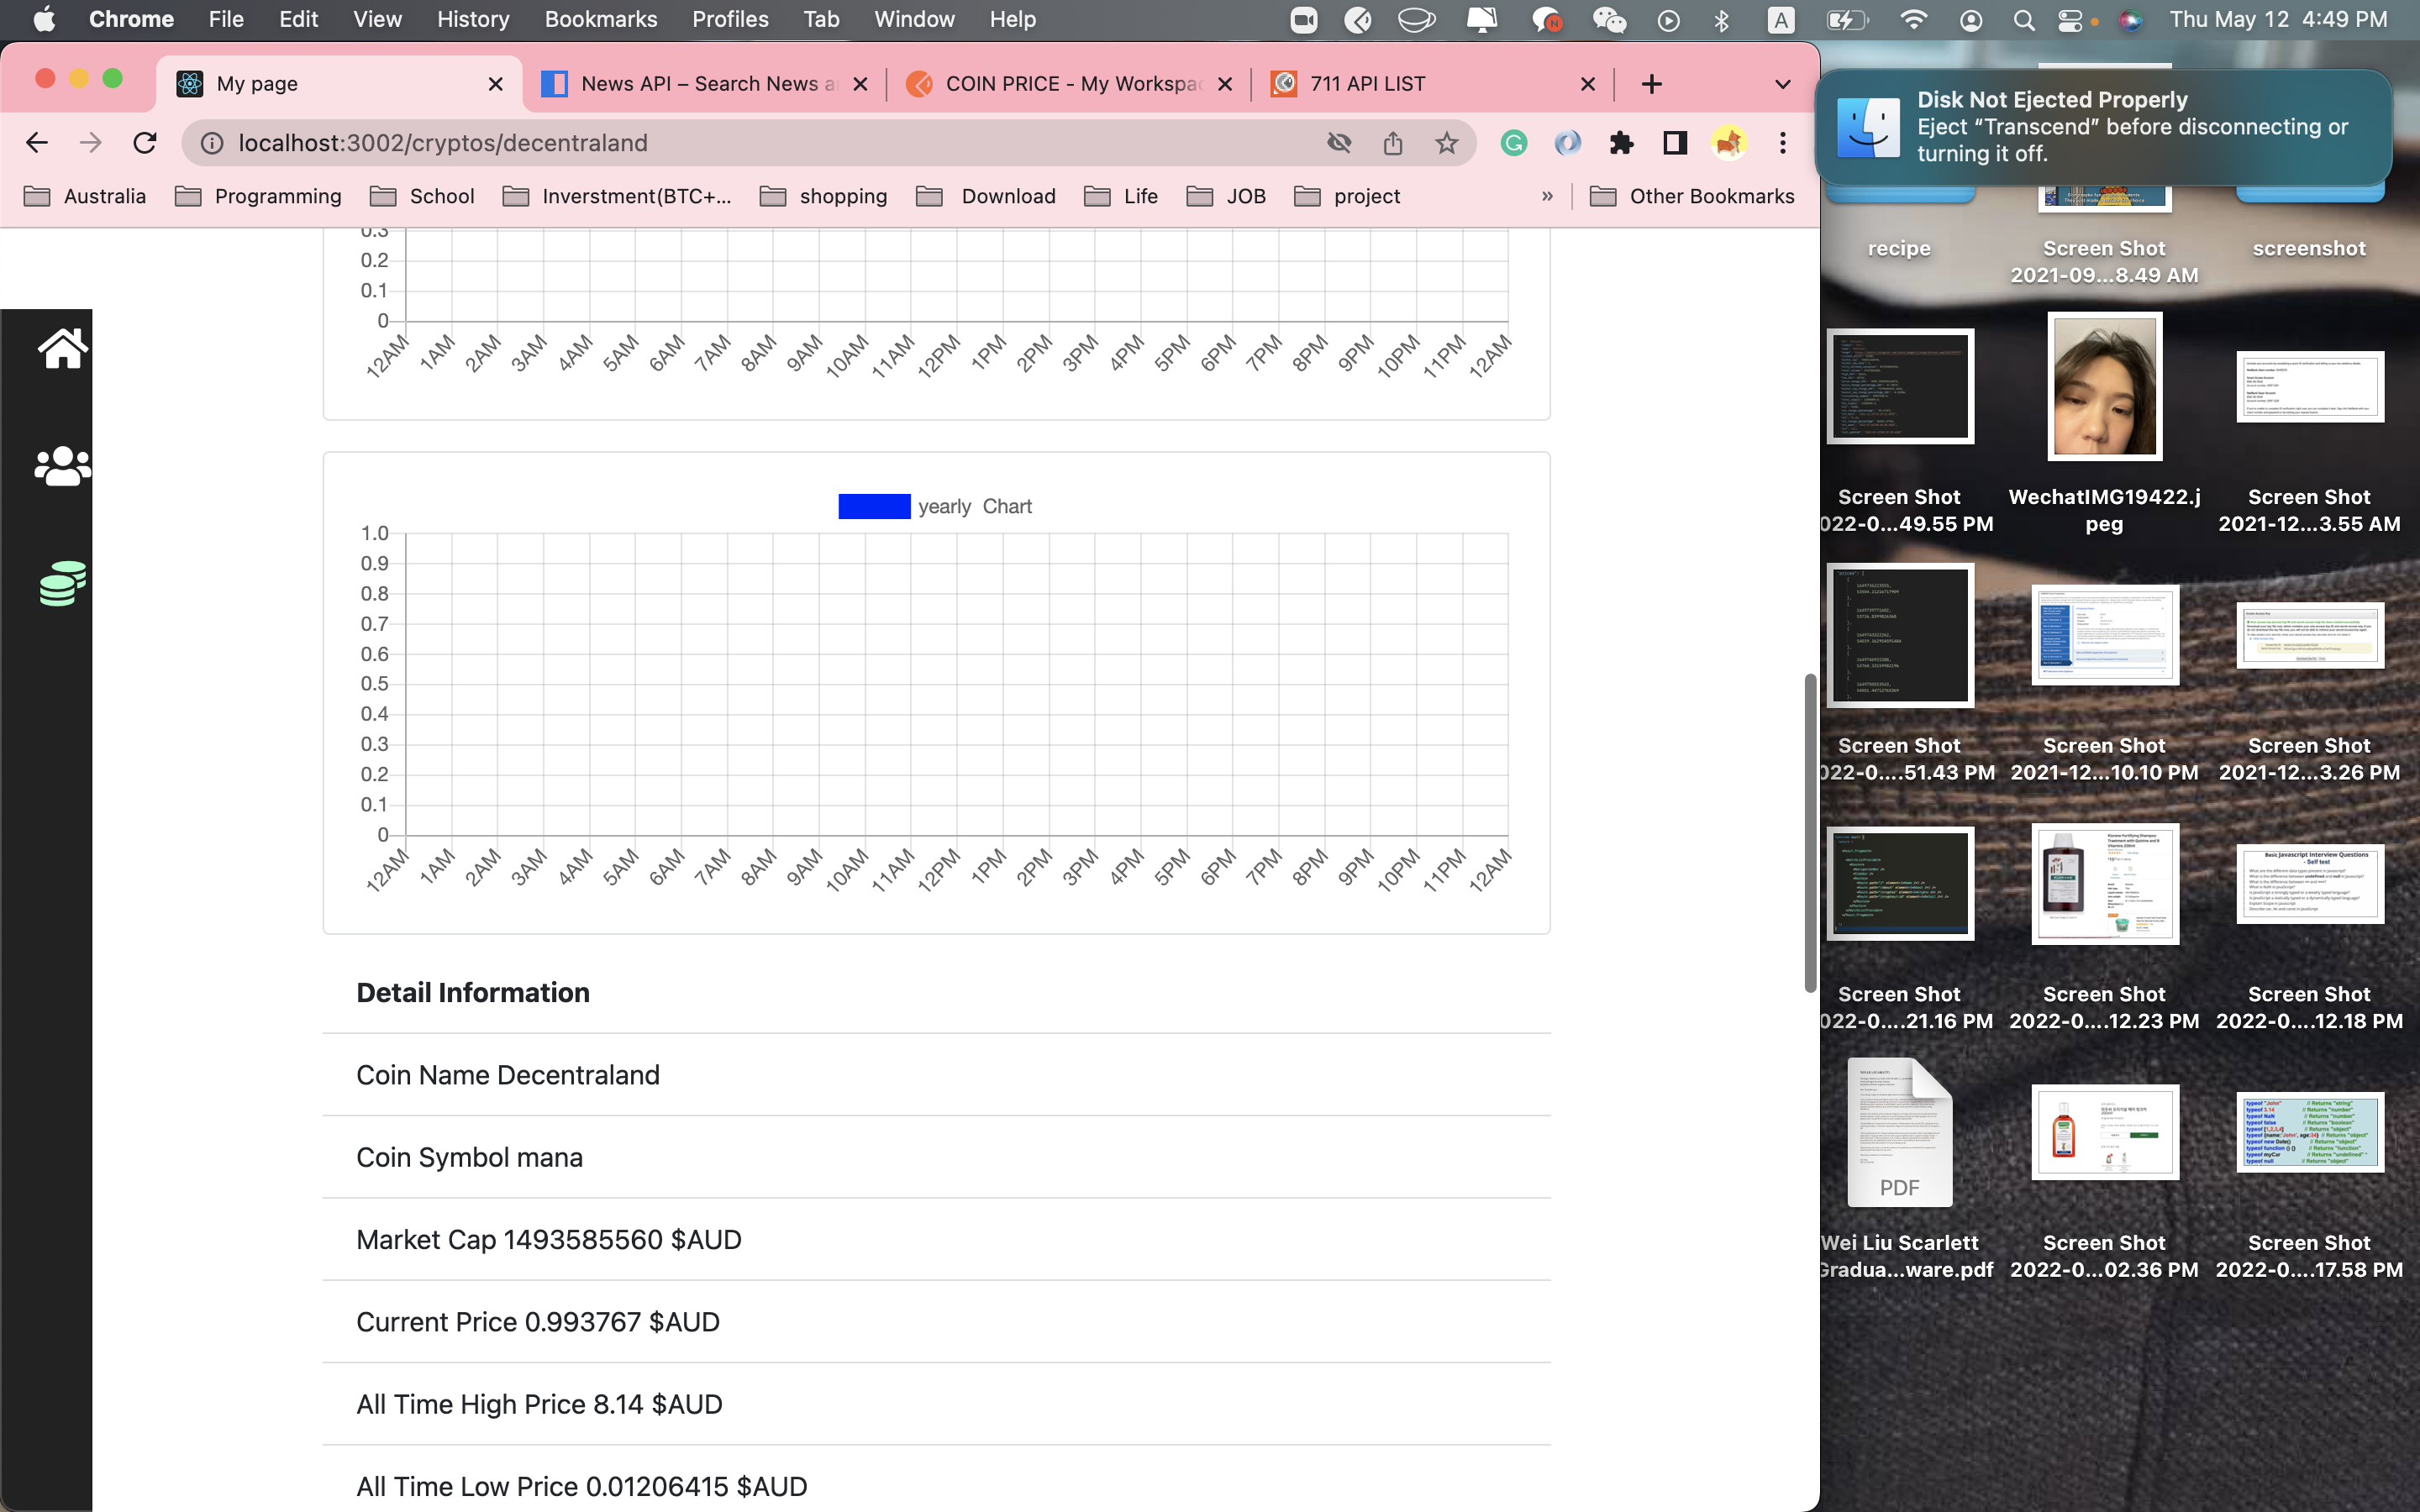 Chrome File Edit View History Bookmarks Profiles Tab Window Help
A
Thu May 12 4:49 PM
My page
News API – Search News a
COIN PRICE - My Workspac
711 API LIST
Disk Not Ejected Properly
Eject “Transcend” before disconnecting or
turning it off.
localhost:3002/cryptos/decentraland
Australia Programming School Inverstment(BTC+... shopping Download Life JOB project » Other Bookmarks
0.3
0.2
0.1
0
12AM 1AM 2AM 3AM 4AM 5AM 6AM 7AM 8AM 9AM 10AM 11AM 12PM 1PM 2PM 3PM 4PM 5PM 6PM 7PM 8PM 9PM 10PM 11PM 12AM
yearly Chart
1.0
0.9
0.8
0.7
0.6
0.5
0.4
0.3
0.2
0.1
0
12AM 1AM 2AM 3AM 4AM 5AM 6AM 7AM 8AM 9AM 10AM 11AM 12PM 1PM 2PM 3PM 4PM 5PM 6PM 7PM 8PM 9PM 10PM 11PM 12AM
Detail Information
Coin Name Decentraland
Coin Symbol mana
Market Cap 1493585560 $AUD
Current Price 0.993767 $AUD
All Time High Price 8.14 $AUD
All Time Low Price 0.01206415 $AUD
recipe
Screen Shot
2021-09...8.49 AM
screenshot
Screen Shot
022-0...49.55 PM
WechatIMG19422.j
peg
Screen Shot
2021-12...3.55 AM
Screen Shot
022-0....51.43 PM
Screen Shot
2021-12...10.10 PM
Screen Shot
2021-12...3.26 PM
Basic Javascript Interview Questions
- Self test
Screen Shot
022-0....21.16 PM
Screen Shot
2022-0....12.23 PM
Screen Shot
2022-0....12.18 PM
PDF
Wei Liu Scarlett
Gradua...ware.pdf
Screen Shot
2022-0...02.36 PM
Screen Shot
2022-0....17.58 PM